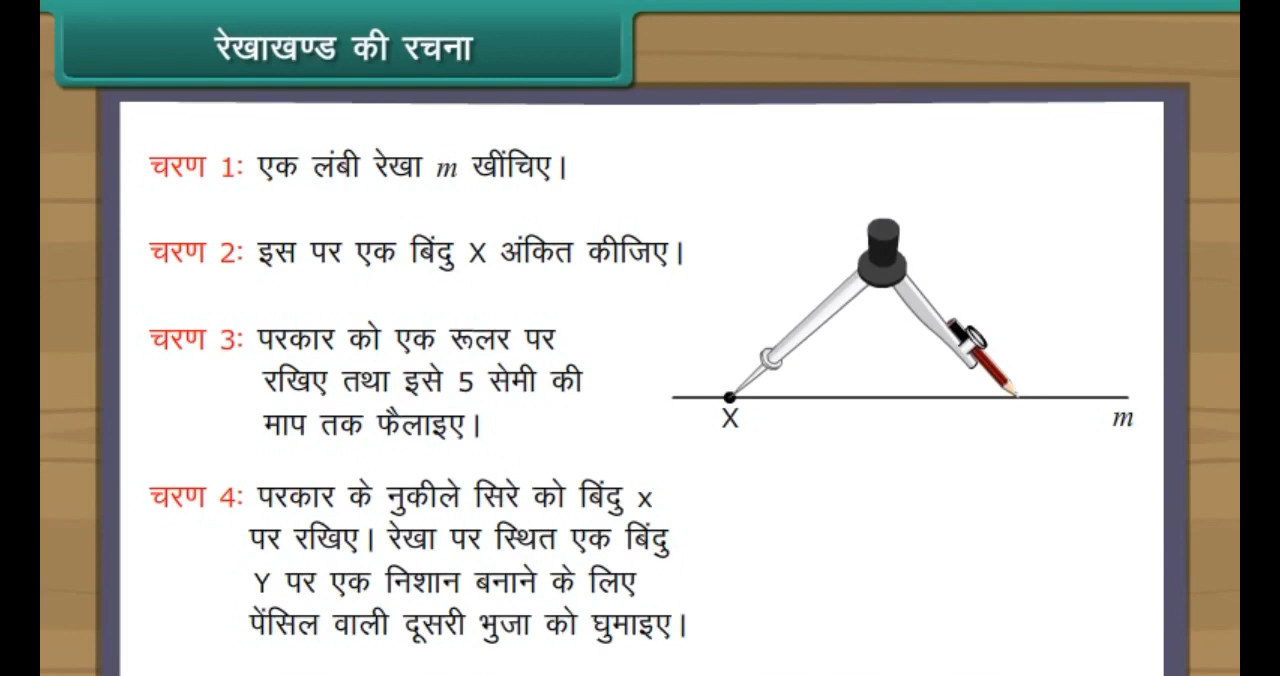 रेखाखण्ड की रचना
चरण 1: एक लंबी रेखा m खींचिए।
चरण 2: इस पर एक बिंदु X अंकित कीजिए।
चरण 3: परकार को एक रूलर पर
रखिए तथा इसे 5 सेमी की
माप तक फैलाइए।
चरण 4: परकार के नुकीले सिरे को बिंदु x
पर रखिए। रेखा पर स्थित एक बिंदु
Y पर एक निशान बनाने के लिए
पेंसिल वाली दूसरी भुजा को घुमाइए।
X
m